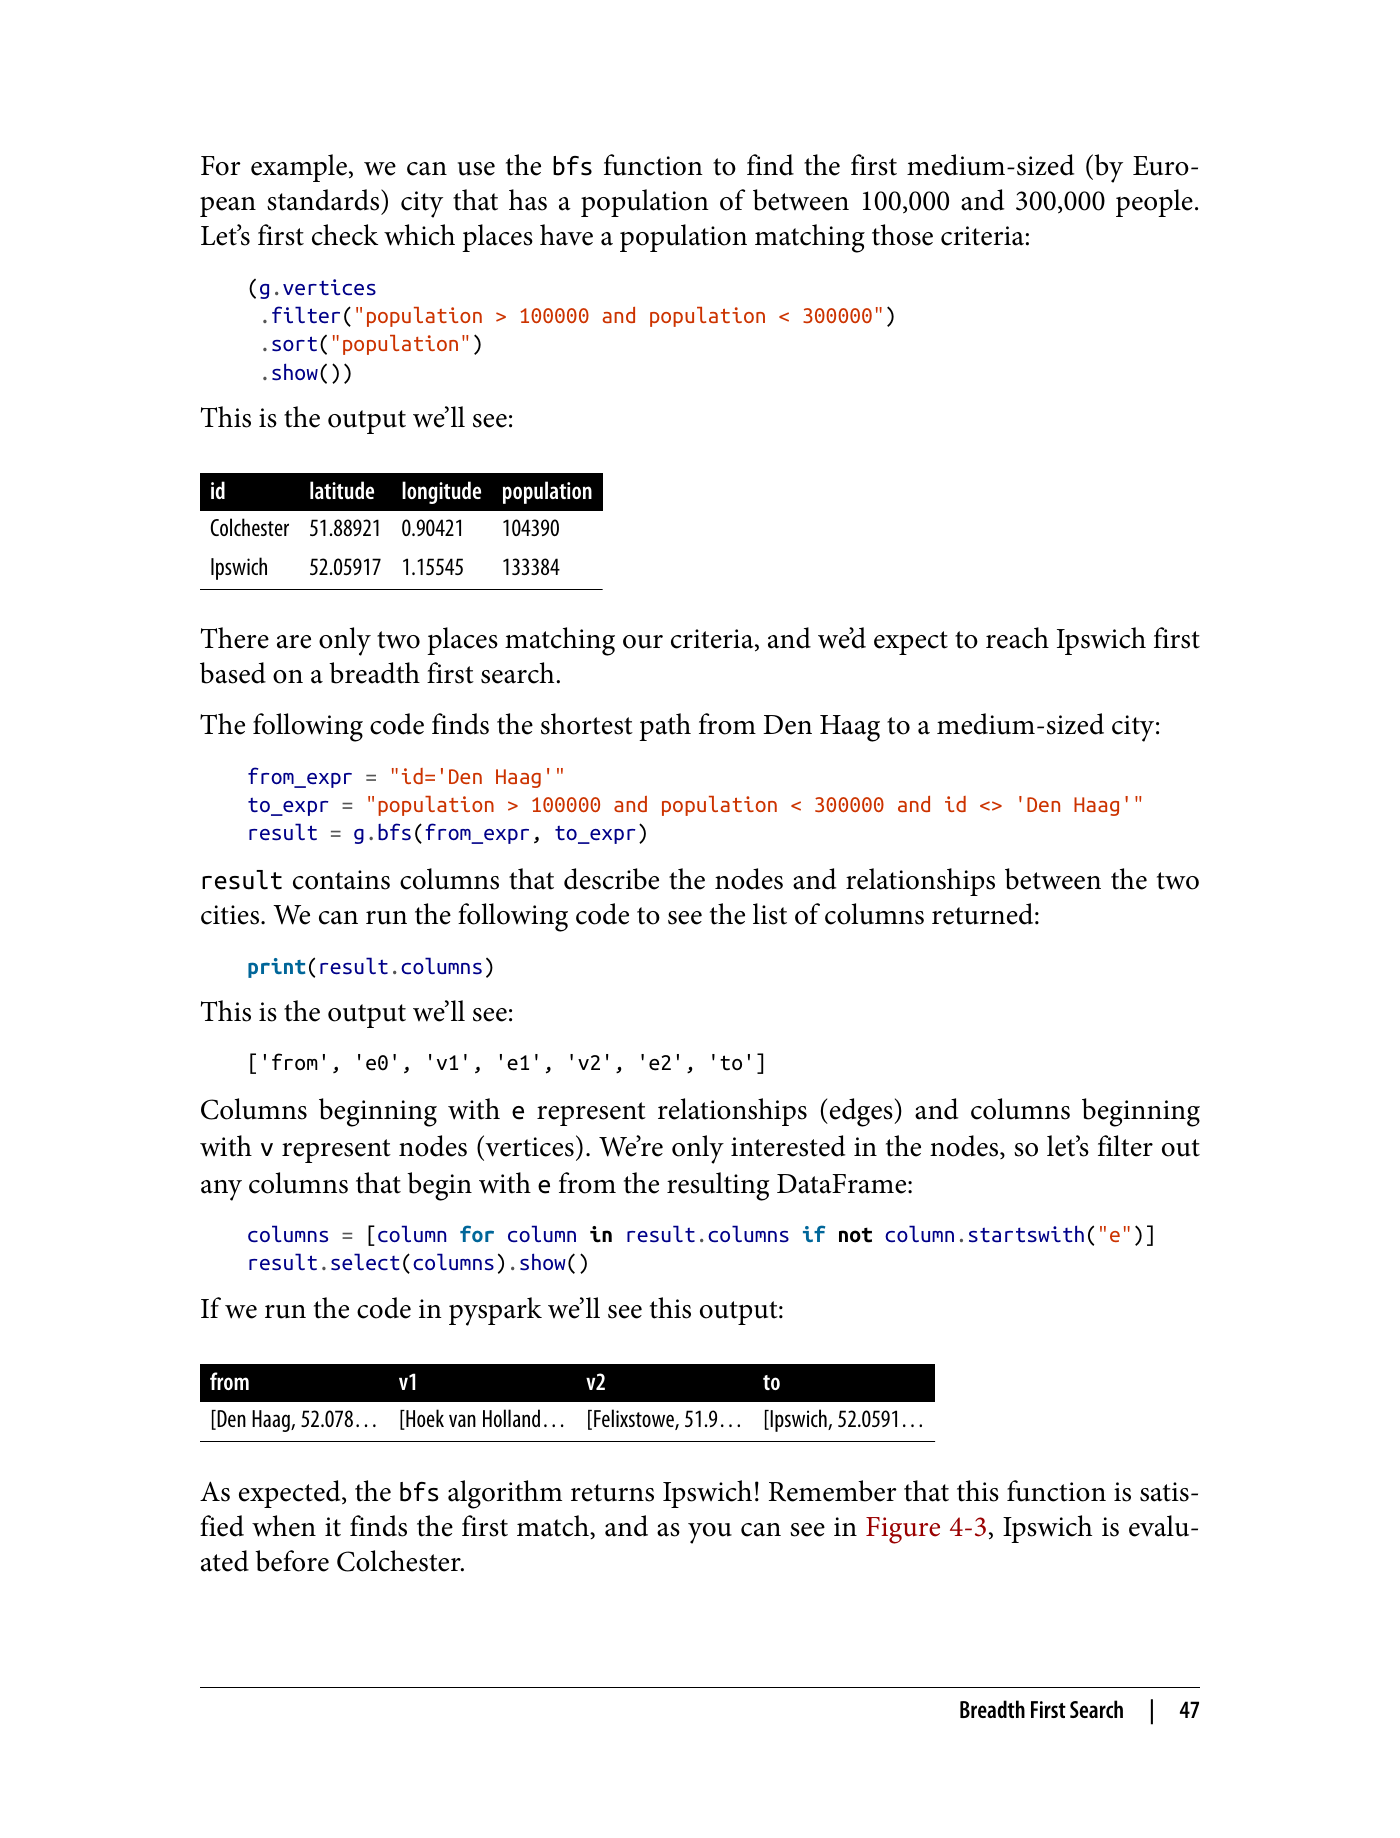 For example, we can use the bfs function to find the first medium-sized (by Euro-
pean standards) city that has a population of between 100,000 and 300,000 people.
Let’s first check which places have a population matching those criteria:
(g.vertices
.filter("population > 100000 and population < 300000")
.sort("population")
.show())
This is the output we’ll see:
id latitude longitude population
Colchester 51.88921 0.90421 104390
Ipswich 52.05917 1.15545 133384
There are only two places matching our criteria, and we’d expect to reach Ipswich first
based on a breadth first search.
The following code finds the shortest path from Den Haag to a medium-sized city:
from_expr = "id='Den Haag'"
to_expr = "population > 100000 and population < 300000 and id <> 'Den Haag'"
result = g.bfs(from_expr, to_expr)
result contains columns that describe the nodes and relationships between the two
cities. We can run the following code to see the list of columns returned:
print(result.columns)
This is the output we’ll see:
['from', 'e0', 'v1', 'e1', 'v2', 'e2', 'to']
Columns beginning with e represent relationships (edges) and columns beginning
with v represent nodes (vertices). We’re only interested in the nodes, so let’s filter out
any columns that begin with e from the resulting DataFrame:
columns = [column for column in result.columns if not column.startswith("e")]
result.select(columns).show()
If we run the code in pyspark we’ll see this output:
from v1 v2 to
[Den Haag, 52.078… [Hoek van Holland… [Felixstowe, 51.9… [Ipswich, 52.0591…
As expected, the bfs algorithm returns Ipswich! Remember that this function is satis-
fied when it finds the first match, and as you can see in Figure 4-3, Ipswich is evalu-
ated before Colchester.
Breadth First Search | 47